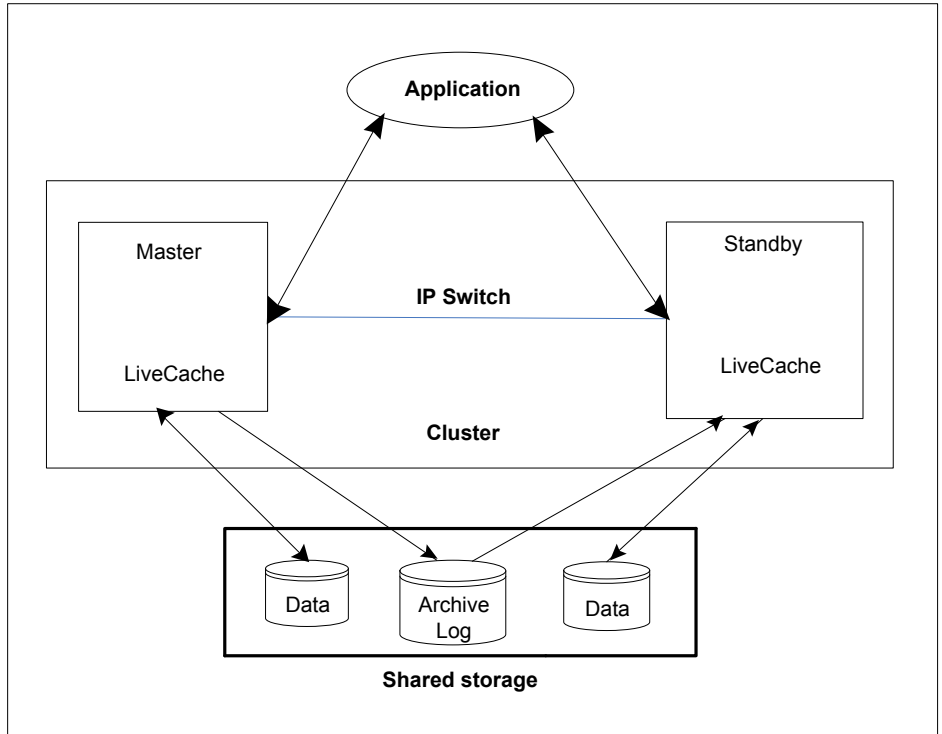 Application
Master
Standby
IP Switch
LiveCache
LiveCache
Cluster
Data
Archive
Log
Data
Shared storage